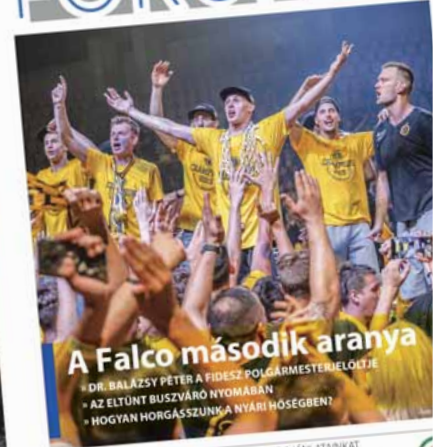 A Falco második aranya
» DR. BALÁZSY PÉTER A FIDESZ POLGÁRMESTERJELÖLTJE
» AZ ELTŰNT BUSZVÁRÓ NYOMÁBAN
» HOGYAN HORGÁSSZUNK A NYÁRI HŐSÉGBEN?